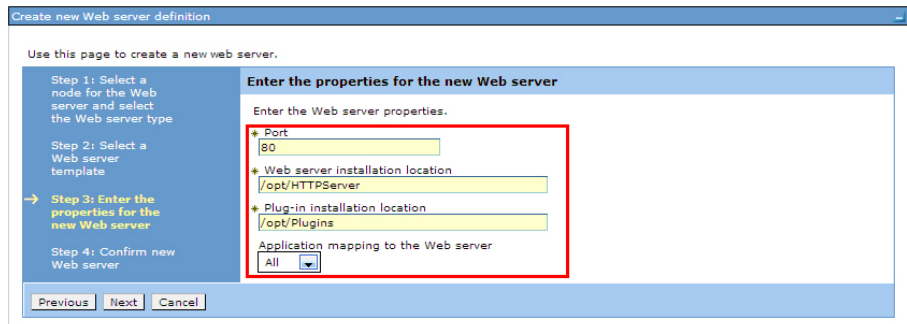 Create new Web server definition
Use this page to create a new web server.
Step 1: Select a
node for the Web
server and select
the Web server type
Step 2: Select a
Web server
template
Step 3: Enter the
properties for the
new Web server
Step 4: Confirm new
Web server
Enter the properties for the new Web server
Enter the Web server properties.
* Port
80
* Web server installation location
/opt/HTTPServer
* Plug-in installation location
/opt/Plugins
Application mapping to the Web server
All
Previous Next Cancel